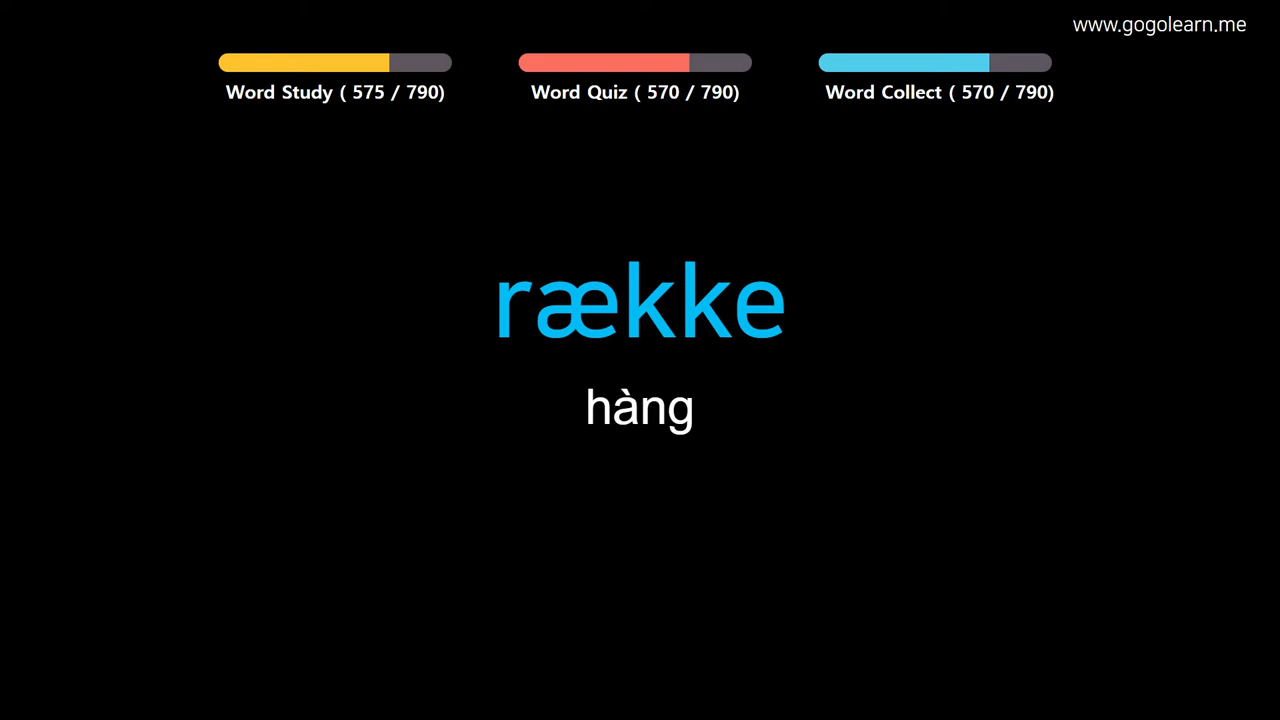 www.gogolearn.me
Word Study ( 575 / 790)
Word Quiz ( 570 / 790)
Word Collect ( 570 / 790)
række
hàng